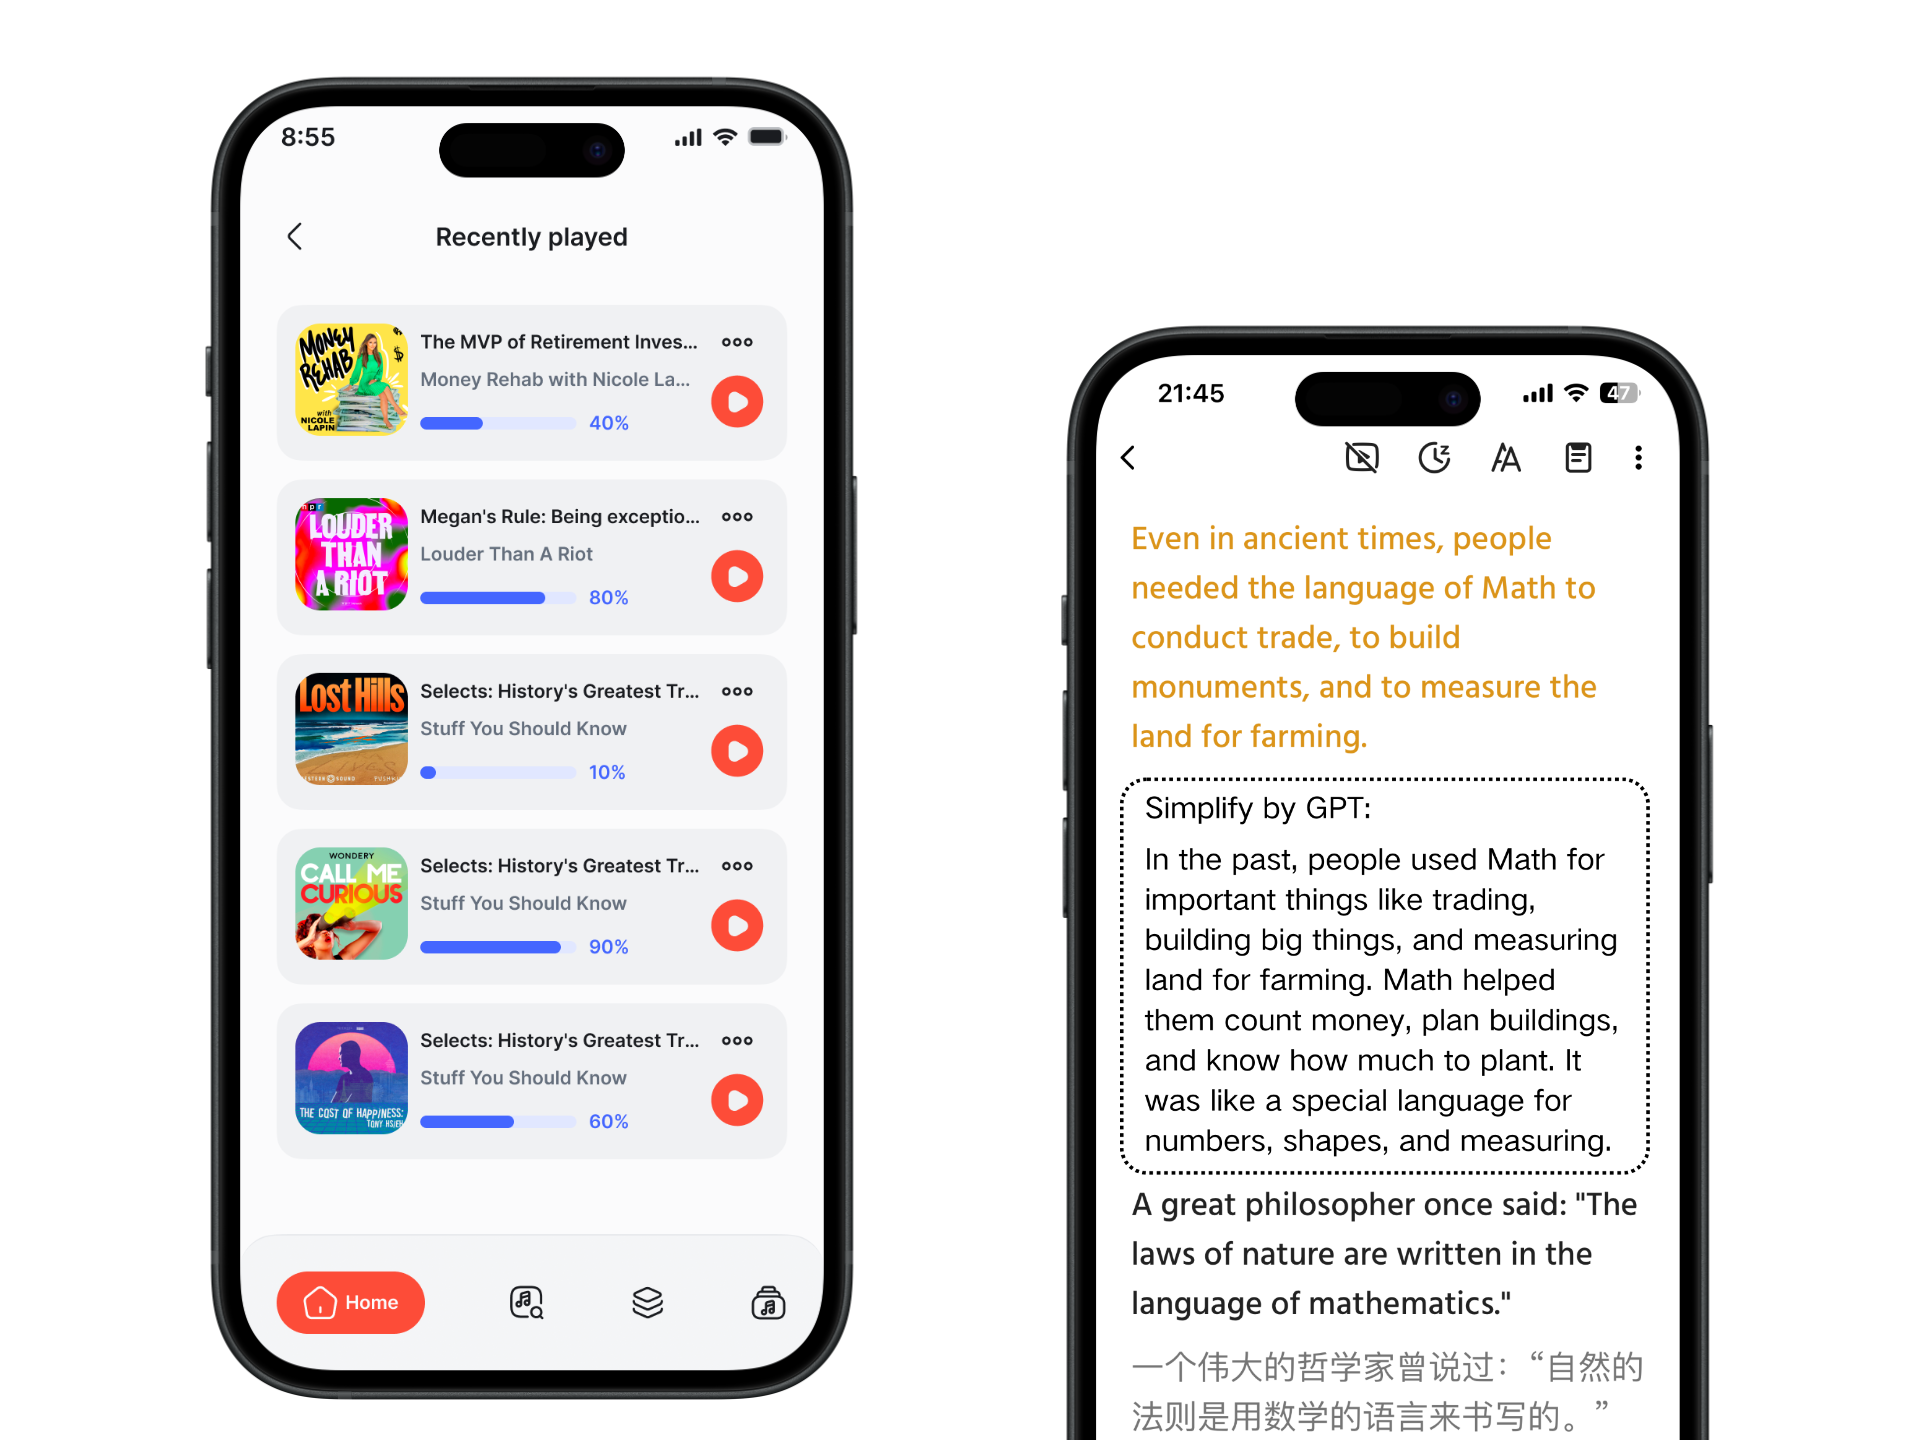 8:55
Recently played
MONEY
REHAB
with
NICOLE
LAPIN
The MVP of Retirement Inves...
Money Rehab with Nicole La...
40%
npr
LOUDER
THAN
A RIOT
Megan's Rule: Being exceptio...
Louder Than A Riot
80%
Lost Hills
Selects: History's Greatest Tr...
Stuff You Should Know
10%
WONDERY
CALL ME
CURIOUS
Selects: History's Greatest Tr...
Stuff You Should Know
90%
THE COST OF HAPPINESS:
TONY HSIEH
Selects: History's Greatest Tr...
Stuff You Should Know
60%
Home
21:45
47
Even in ancient times, people
needed the language of Math to
conduct trade, to build
monuments, and to measure the
land for farming.
Simplify by GPT:
In the past, people used Math for
important things like trading,
building big things, and measuring
land for farming. Math helped
them count money, plan buildings,
and know how much to plant. It
was like a special language for
numbers, shapes, and measuring.
A great philosopher once said: "The
laws of nature are written in the
language of mathematics."
一个伟大的哲学家曾说过：“自然的
法则是用数学的语言来书写的。”